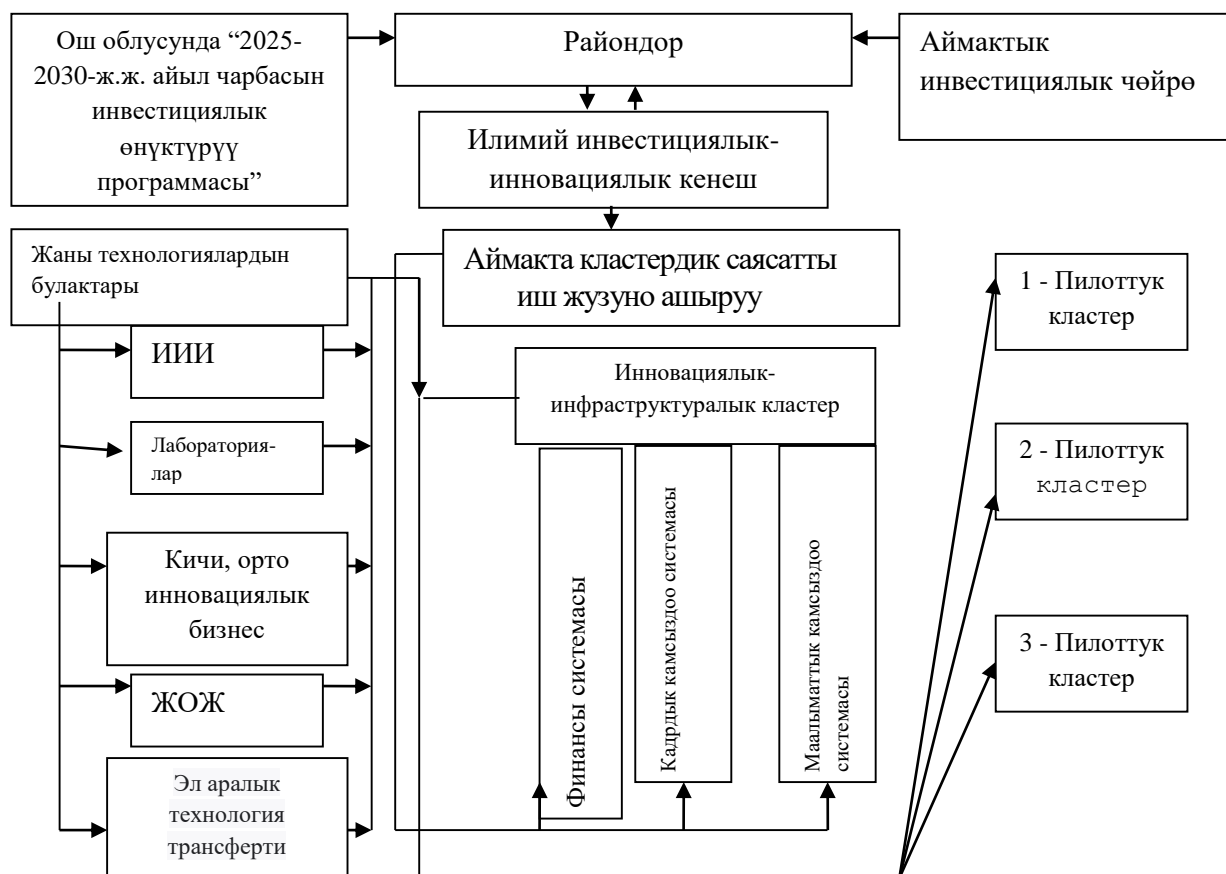 Ош облусунда “2025-
2030-ж.ж. айыл чарбасын
инвестициялык
өнүктүрүү
программасы”
Райондор
Аймактык
инвестициялык чөйрө
Илимий инвестициялык-
инновациялык кенеш
Жаны технологиялардын
булактары
Аймакта кластердик саясатты
иш жузуно ашыруу
1 - Пилоттук
кластер
ИИИ
Инновациялык-
инфраструктуралык кластер
Лаборатория-
лар
2 - Пилоттук
кластер
Кичи, орто
инновациялык
бизнес
Финансы системасы
Кадрдык камсыздоо системасы
Маалыматтык камсыздоо
системасы
3 - Пилоттук
кластер
ЖОЖ
Эл аралык
технология
трансферти